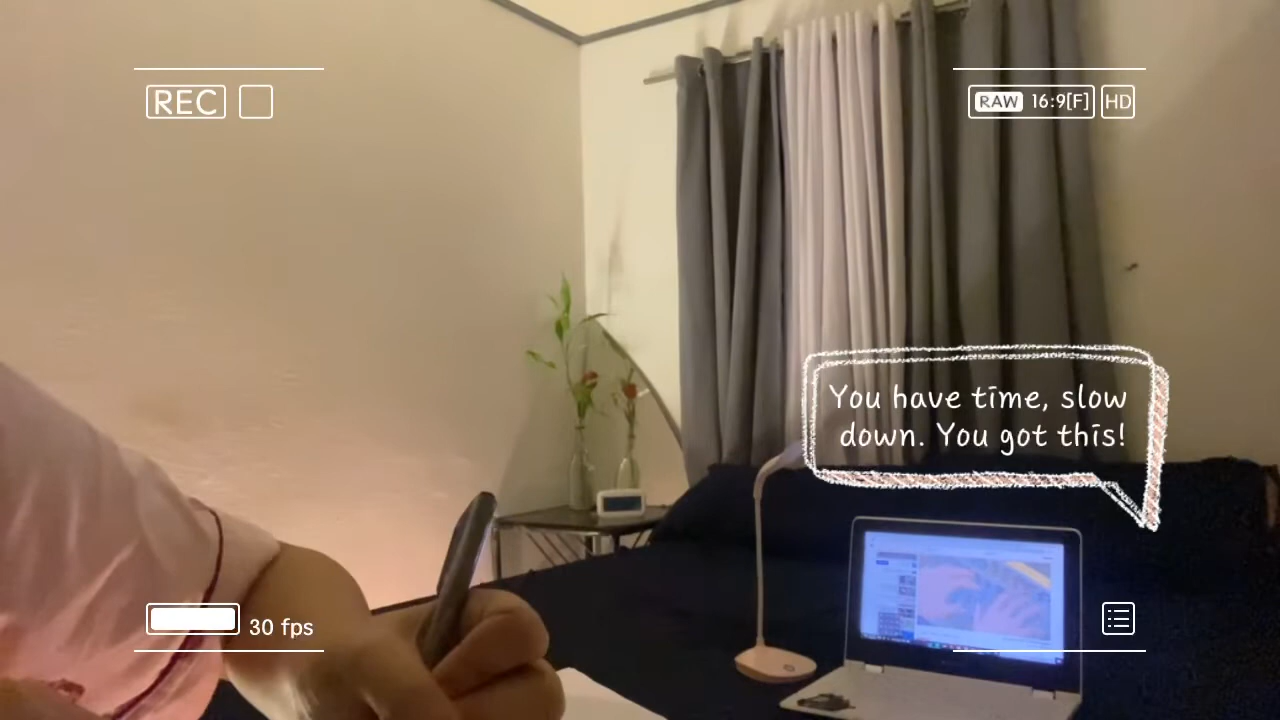 REC
RAW 16:9[F] HD
You have time, slow
down. You got this!
30 fps